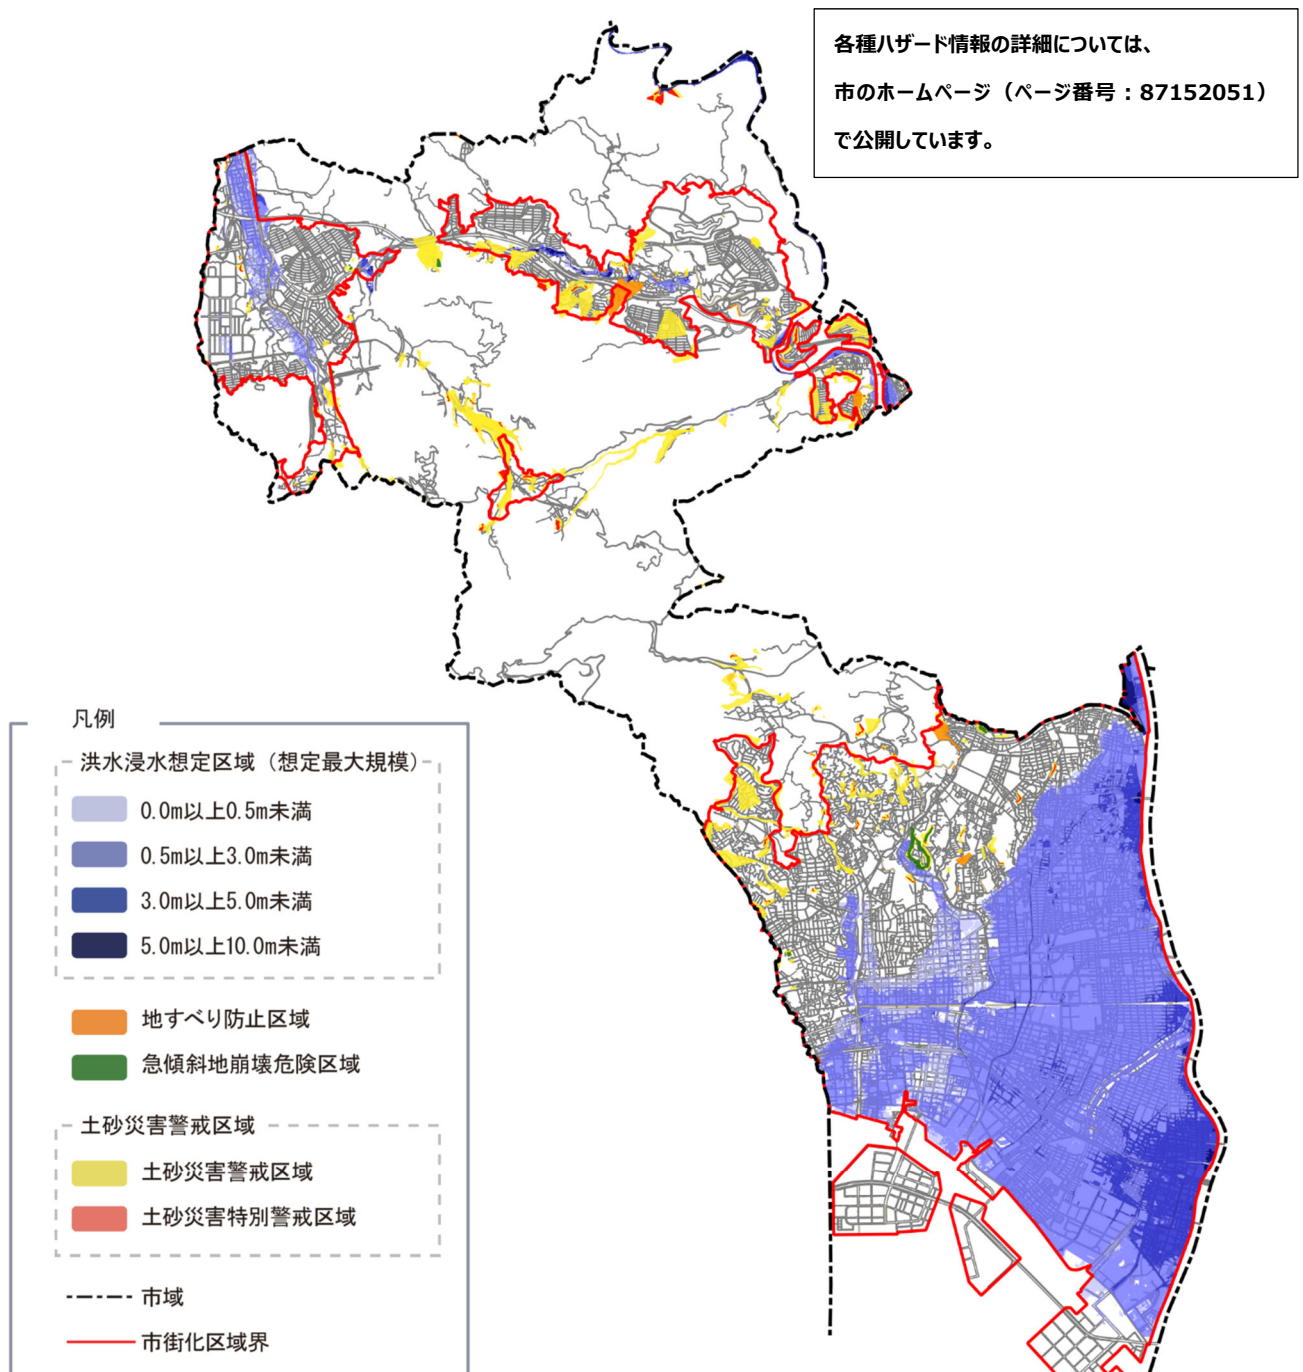 各種ハザード情報の詳細については、
市のホームページ（ページ番号：87152051）
で公開しています。
凡例
洪水浸水想定区域（想定最大規模）
0.0m以上0.5m未満
0.5m以上3.0m未満
3.0m以上5.0m未満
5.0m以上10.0m未満
地すべり防止区域
急傾斜地崩壊危険区域
土砂災害警戒区域
土砂災害警戒区域
土砂災害特別警戒区域
市域
市街化区域界